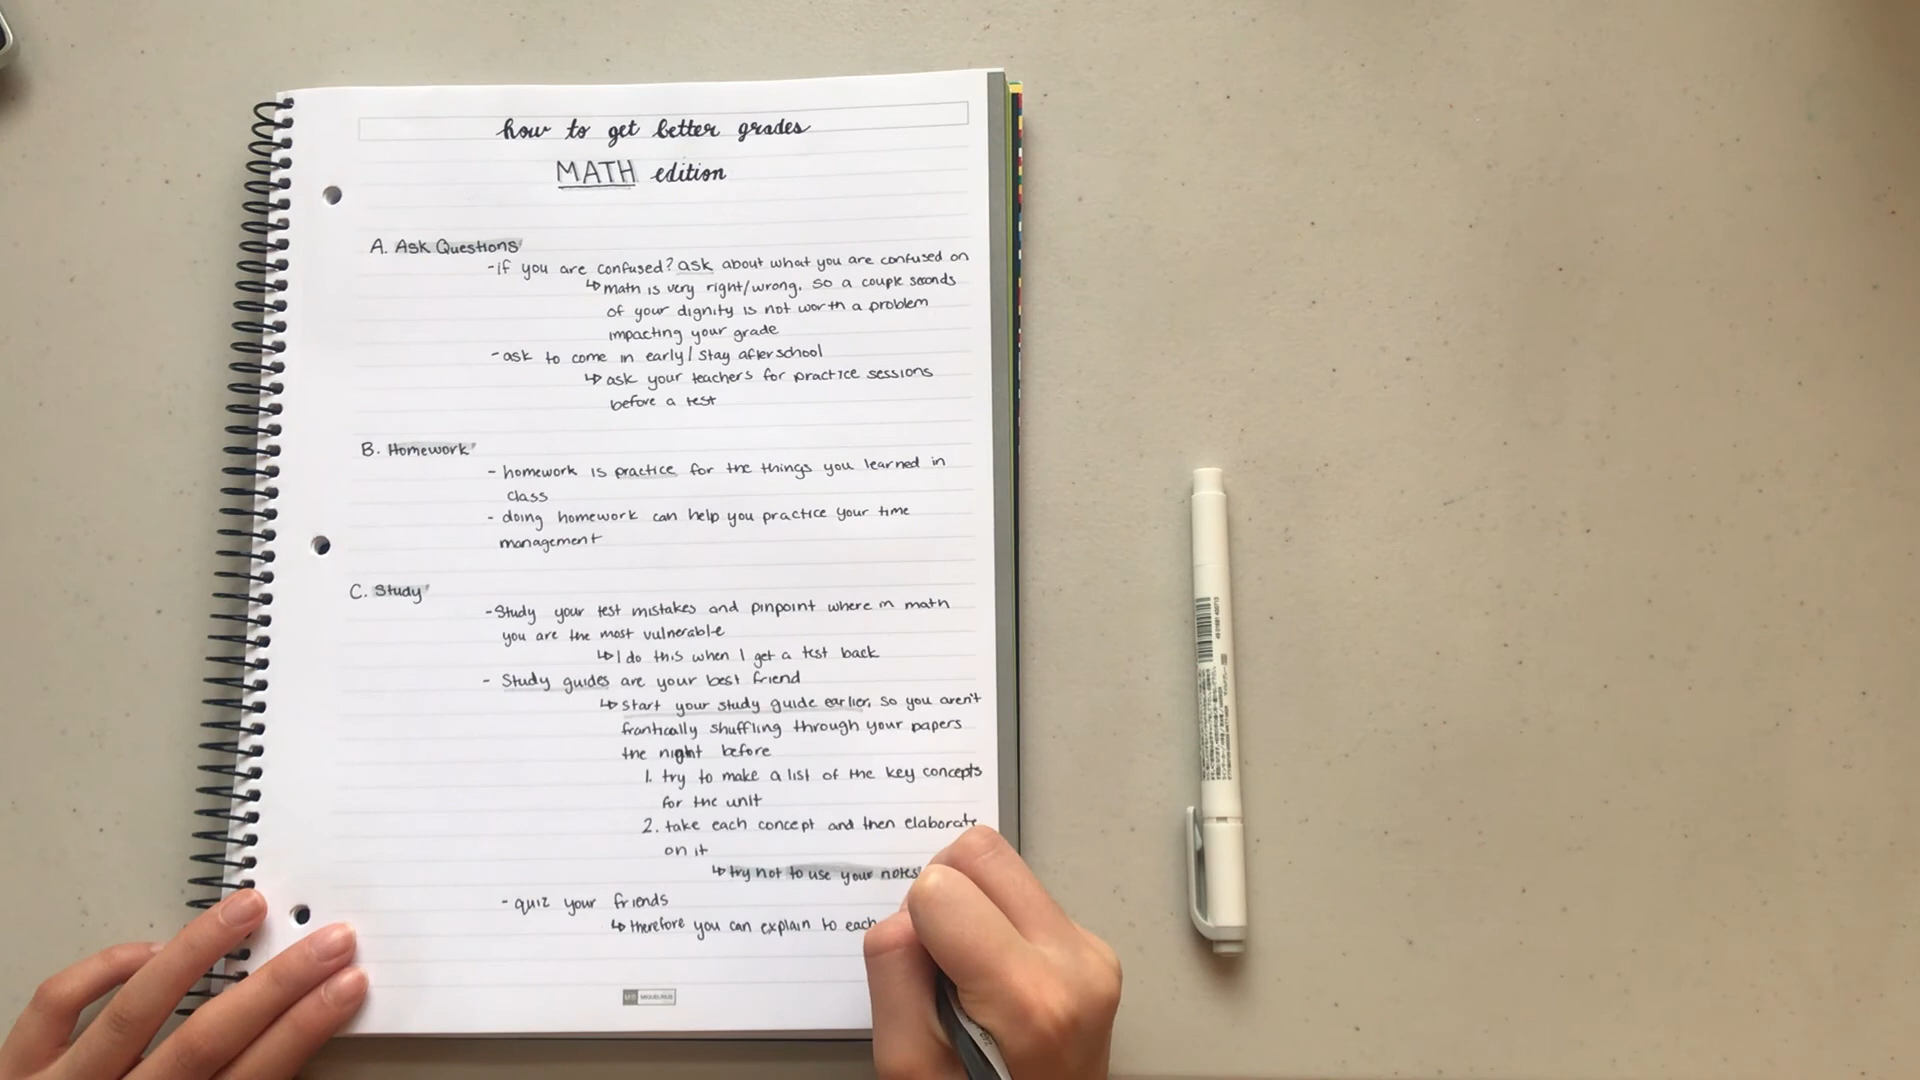 how to get better grades
MATH edition
A. Ask Questions
-if you are confused? ask about what you are confused on
↳math is very right/wrong, so a couple seconds
of your dignity is not worth a problem
impacting your grade
-ask to come in early/stay afterschool
↳ask your teachers for practice sessions
before a test
B. Homework
- homework is practice for the things you learned in
class
- doing homework can help you practice your time
management
C. Study
-Study your test mistakes and pinpoint where in math
you are the most vulnerable
↳I do this when I get a test back
- Study guides are your best friend
↳start your study guide earlier, so you aren't
frantically shuffling through your papers
the night before
1. try to make a list of the key concepts
for the unit
2. take each concept and then elaborate
on it
↳try not to use your notes
- quiz your friends
↳therefore you can explain to each
MIQUELRIUS